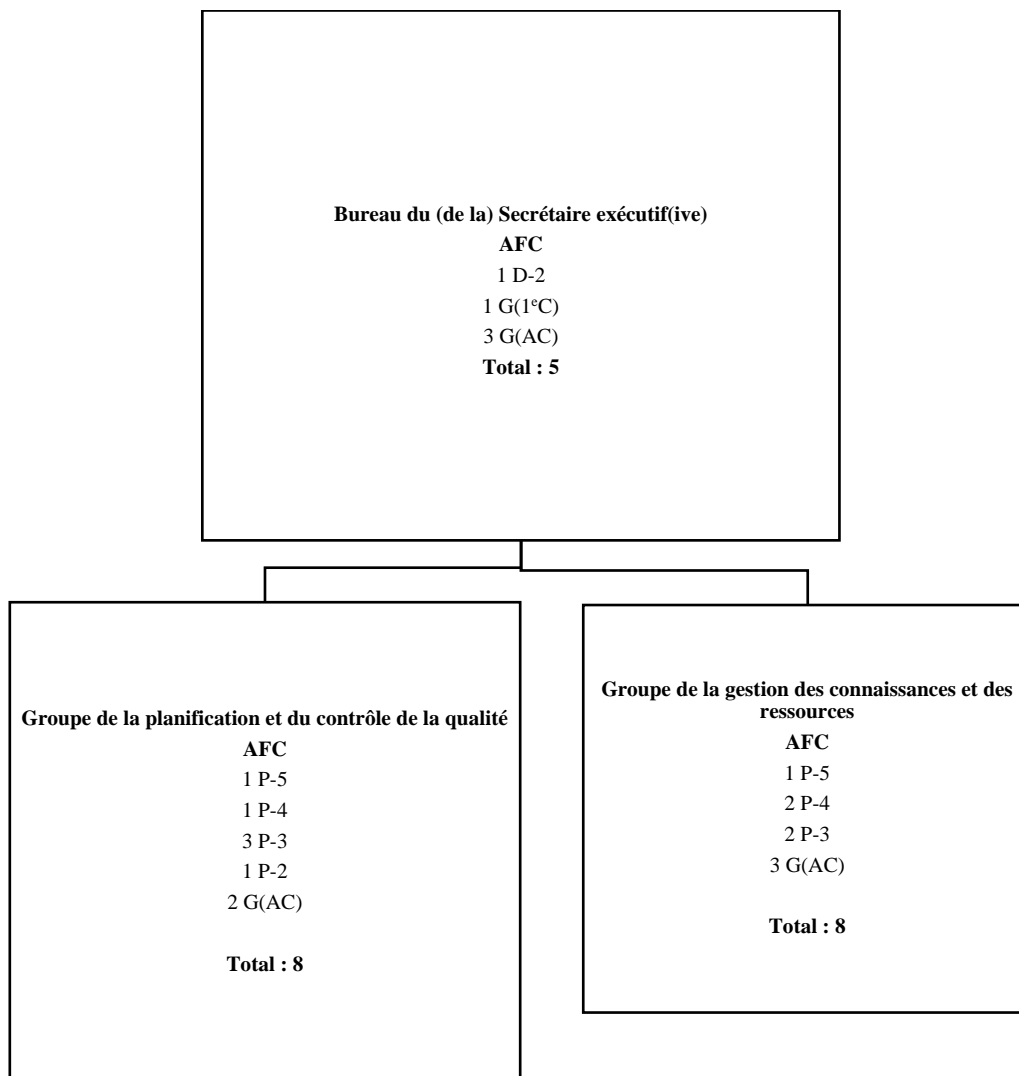 Bureau du (de la) Secrétaire exécutif(ive)
AFC
1 D-2
1 G(1ᵉC)
3 G(AC)
Total : 5
Groupe de la planification et du contrôle de la qualité
AFC
1 P-5
1 P-4
3 P-3
1 P-2
2 G(AC)
Total : 8
Groupe de la gestion des connaissances et des
ressources
AFC
1 P-5
2 P-4
2 P-3
3 G(AC)
Total : 8